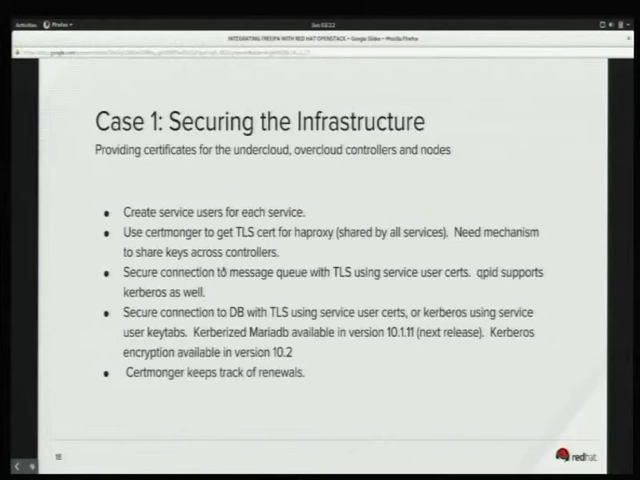 Activities Firefox
INTEGRATING FREEIPA WITH RED HAT OPENSTACK - Google Slides - Mozilla Firefox
Case 1: Securing the Infrastructure
Providing certificates for the undercloud, overcloud controllers and nodes
● Create service users for each service.
● Use certmonger to get TLS cert for haproxy (shared by all services). Need mechanism
to share keys across controllers.
● Secure connection to message queue with TLS using service user certs. qpid supports
kerberos as well.
● Secure connection to DB with TLS using service user certs, or kerberos using service
user keytabs. Kerberized Mariadb available in version 10.1.11 (next release). Kerberos
encryption available in version 10.2
● Certmonger keeps track of renewals.
18
redhat